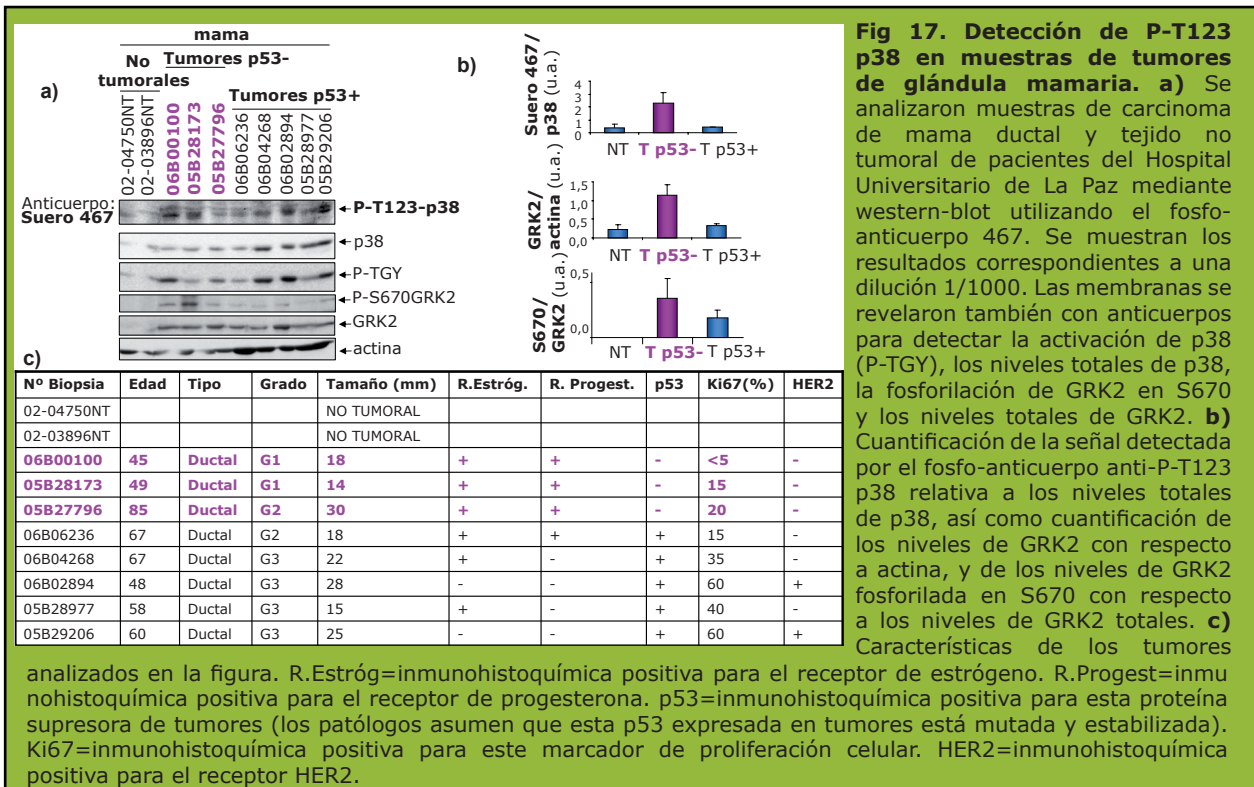 mama
No tumorales
Tumores p53-
Tumores p53+
a)
02-04750NT
02-03896NT
06B00100
05B28173
05B27796
06B06236
06B04268
06B02894
05B28977
05B29206
Anticuerpo:
Suero 467
P-T123-p38
p38
P-TGY
P-S670GRK2
GRK2
actina
b)
Suero 467/
p38 (u.a.)
4
3
2
1
0
NT T p53- T p53+
GRK2/
actina (u.a.)
1,5
1,0
0,5
0,0
NT T p53- T p53+
S670/
GRK2 (u.a.)
0,5
0,0
NT T p53- T p53+
c)
Nº Biopsia Edad Tipo Grado Tamaño (mm) R.Estróg. R. Progest. p53 Ki67(%) HER2
02-04750NT NO TUMORAL
02-03896NT NO TUMORAL
06B00100 45 Ductal G1 18 + + - <5 -
05B28173 49 Ductal G1 14 + + - 15 -
05B27796 85 Ductal G2 30 + + - 20 -
06B06236 67 Ductal G2 18 + + + 15 -
06B04268 67 Ductal G3 22 + - + 35 -
06B02894 48 Ductal G3 28 - - + 60 +
05B28977 58 Ductal G3 15 + - + 40 -
05B29206 60 Ductal G3 25 - - + 60 +
Fig 17. Detección de P-T123
p38 en muestras de tumores
de glándula mamaria. a) Se
analizaron muestras de carcinoma
de mama ductal y tejido no
tumoral de pacientes del Hospital
Universitario de La Paz mediante
western-blot utilizando el fosfo-
anticuerpo 467. Se muestran los
resultados correspondientes a una
dilución 1/1000. Las membranas se
revelaron también con anticuerpos
para detectar la activación de p38
(P-TGY), los niveles totales de p38,
la fosforilación de GRK2 en S670
y los niveles totales de GRK2. b)
Cuantificación de la señal detectada
por el fosfo-anticuerpo anti-P-T123
p38 relativa a los niveles totales
de p38, así como cuantificación de
los niveles de GRK2 con respecto
a actina, y de los niveles de GRK2
fosforilada en S670 con respecto
a los niveles de GRK2 totales. c)
Características de los tumores
analizados en la figura. R.Estróg=inmunohistoquímica positiva para el receptor de estrógeno. R.Progest=inmu
nohistoquímica positiva para el receptor de progesterona. p53=inmunohistoquímica positiva para esta proteína
supresora de tumores (los patólogos asumen que esta p53 expresada en tumores está mutada y estabilizada).
Ki67=inmunohistoquímica positiva para este marcador de proliferación celular. HER2=inmunohistoquímica
positiva para el receptor HER2.